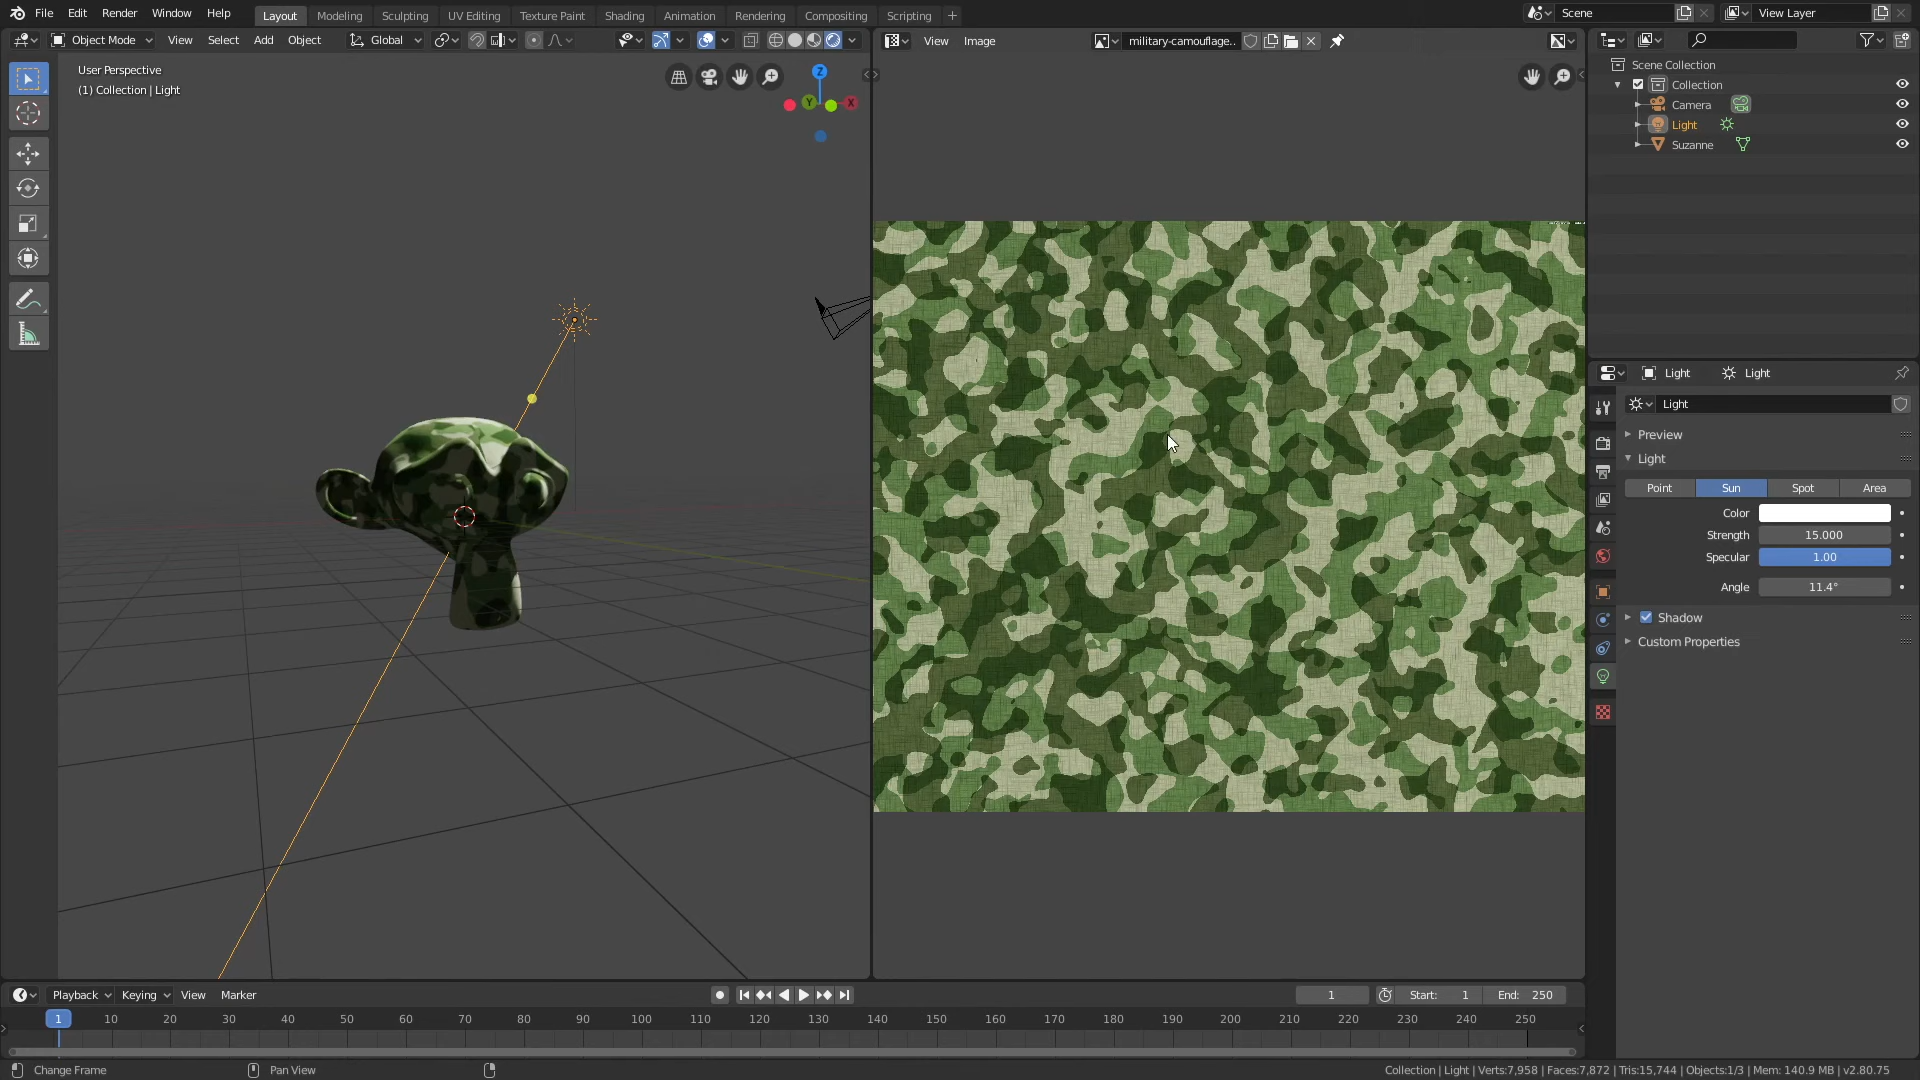 File Edit Render Window Help Layout Modeling Sculpting UV Editing Texture Paint Shading Animation Rendering Compositing Scripting + Scene View Layer
Object Mode View Select Add Object Global View Image military-camouflage..
User Perspective
(1) Collection | Light
Z
Y X
Scene Collection
Collection
Camera
Light
Suzanne
Light Light
Light
Preview
Light
Point Sun Spot Area
Color
Strength 15.000
Specular 1.00
Angle 11.4°
Shadow
Custom Properties
Playback Keying View Marker 1 Start: 1 End: 250
1 10 20 30 40 50 60 70 80 90 100 110 120 130 140 150 160 170 180 190 200 210 220 230 240 250
Change Frame Pan View Collection | Light | Verts:7,958 | Faces:7,872 | Tris:15,744 | Objects:1/3 | Mem: 140.9 MB | v2.80.75